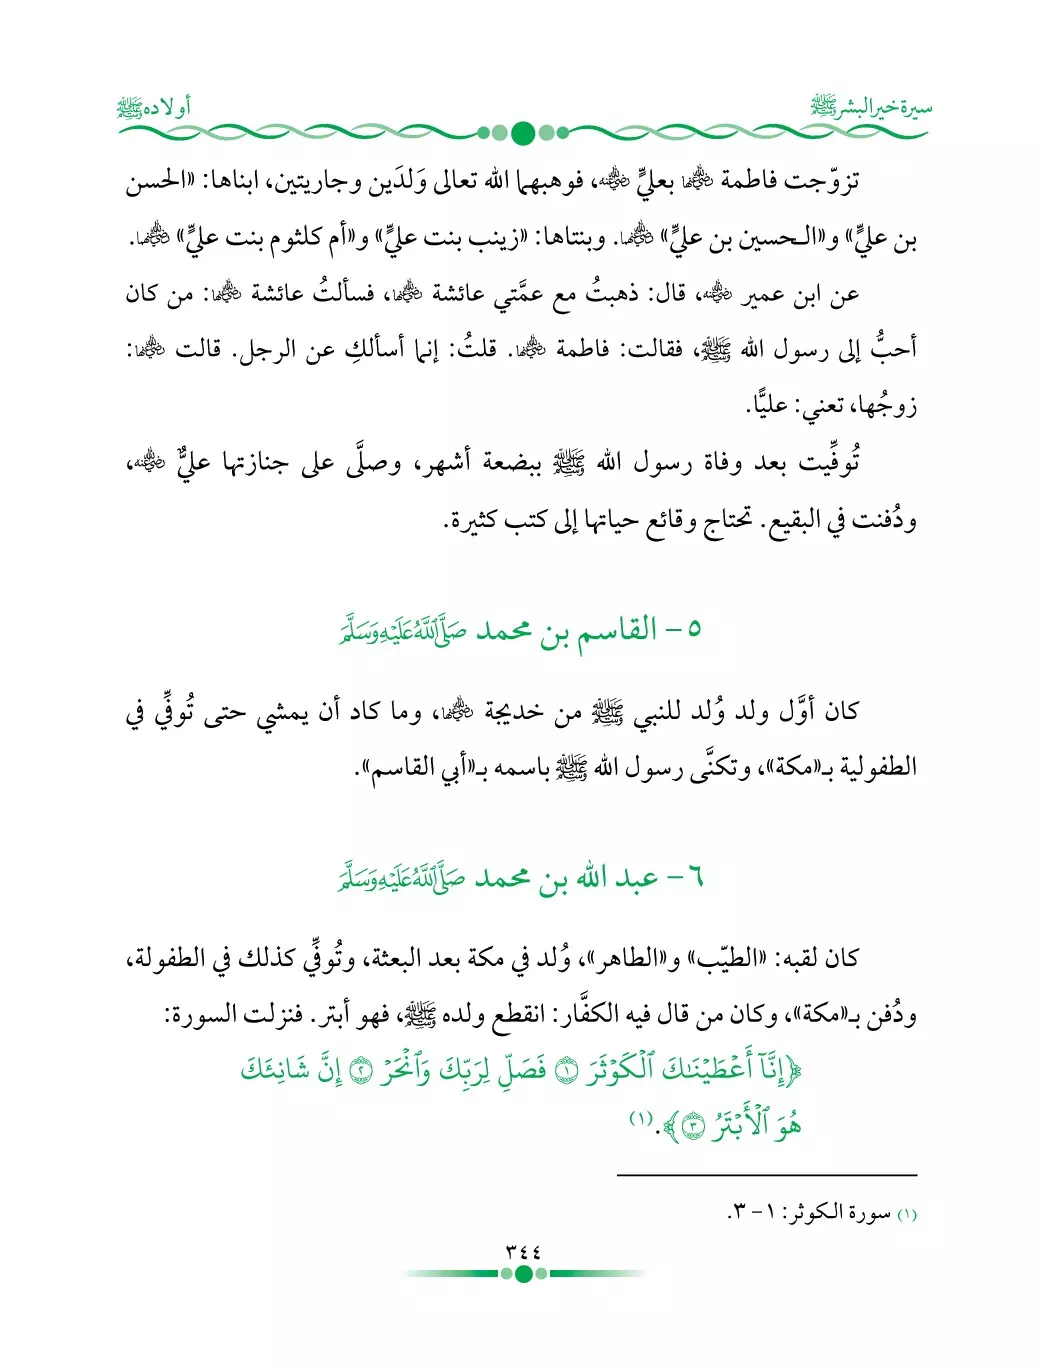 سيرة خير البشر ﷺ
أولاده ﷺ
تزوّجت فاطمة رضي الله عنها بعليٍّ رضي الله عنه، فوهبهما الله تعالى وَلدَين وجاريتين، ابناها: «الحسن
بن عليٍّ» و«الـحسين بن عليٍّ» رضي الله عنهما. وبنتاها: «زينب بنت عليٍّ» و«أم كلثوم بنت عليٍّ» رضي الله عنهما.
عن ابن عمير رضي الله عنه، قال: ذهبتُ مع عمَّتي عائشة رضي الله عنها، فسألتُ عائشة رضي الله عنها: من كان
أحبُّ إلى رسول الله ﷺ، فقالت: فاطمة رضي الله عنها. قلتُ: إنما أسألكِ عن الرجل. قالت رضي الله عنها:
زوجُها، تعني: عليًّا.
تُوفِّيت بعد وفاة رسول الله ﷺ ببضعة أشهر، وصلَّى على جنازتها عليٌّ رضي الله عنه،
ودُفنت في البقيع. تحتاج وقائع حياتها إلى كتب كثيرة.
٥- القاسم بن محمد صَلَّى اللَّهُ عَلَيْهِ وَسَلَّمَ
كان أوَّل ولد وُلد للنبي ﷺ من خديجة رضي الله عنها، وما كاد أن يمشي حتى تُوفِّي في
الطفولية بـ«مكة»، وتكنَّى رسول الله ﷺ باسمه بـ«أبي القاسم».
٦- عبد الله بن محمد صَلَّى اللَّهُ عَلَيْهِ وَسَلَّمَ
كان لقبه: «الطيّب» و«الطاهر»، وُلد في مكة بعد البعثة، وتُوفِّي كذلك في الطفولة،
ودُفن بـ«مكة»، وكان من قال فيه الكفَّار: انقطع ولده ﷺ، فهو أبتر. فنزلت السورة:
﴿إِنَّآ أَعْطَيْنَـٰكَ ٱلْكَوْثَرَ ١ فَصَلِّ لِرَبِّكَ وَٱنْحَرْ ٢ إِنَّ شَانِئَكَ
هُوَ ٱلْأَبْتَرُ ٣﴾.(١)
(١) سورة الـكوثر: ١- ٣.
٣٤٤